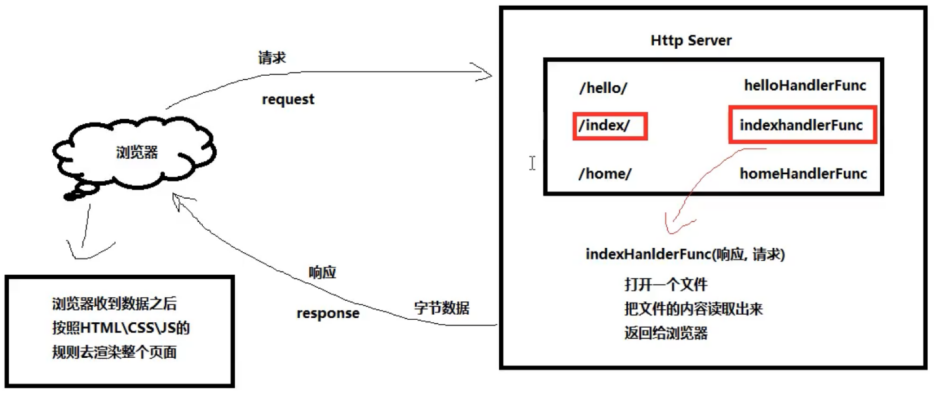 Http Server
请求
request
/hello/ helloHandlerFunc
/index/ indexhandlerFunc
/home/ homeHandlerFunc
浏览器
indexHanlderFunc(响应, 请求)
打开一个文件
把文件的内容读取出来
返回给浏览器
响应
response
字节数据
浏览器收到数据之后
按照HTML\CSS\JS的
规则去渲染整个页面